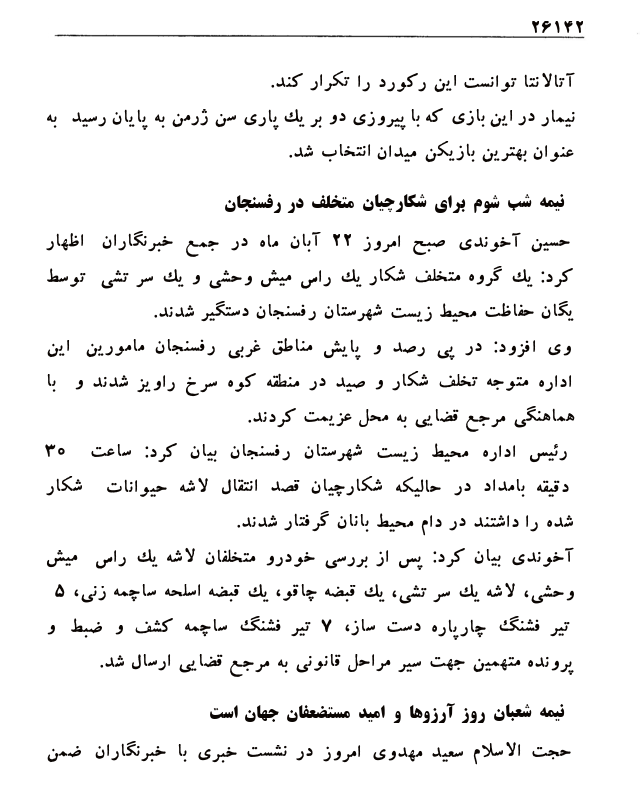 ۲۶۱۴۲
آتالانتا توانست این رکورد را تکرار کند.
نیمار در این بازی که با پیروزی دو بر یك پاری سن ژرمن به پایان رسید به
عنوان بهترین بازیکن میدان انتخاب شد.
نیمه شب شوم برای شکارچیان متخلف در رفسنجان
حسین آخوندی صبح امروز ۲۲ آبان ماه در جمع خبرنگاران اظهار
کرد: یك گروه متخلف شکار یك راس میش وحشی و یك سر تشی توسط
یگان حفاظت محیط زیست شهرستان رفسنجان دستگیر شدند.
وی افزود: در پی رصد و پایش مناطق غربی رفسنجان مامورین این
اداره متوجه تخلف شکار و صید در منطقه کوه سرخ راویز شدند و با
هماهنگی مرجع قضایی به محل عزیمت کردند.
رئیس اداره محیط زیست شهرستان رفسنجان بیان کرد: ساعت ۳۰
دقیقه بامداد در حالیکه شکارچیان قصد انتقال لاشه حیوانات شکار
شده را داشتند در دام محیط بانان گرفتار شدند.
آخوندی بیان کرد: پس از بررسی خودرو متخلفان لاشه یك راس میش
وحشی، لاشه یك سر تشی، یك قبضه چاقو، یك قبضه اسلحه ساچمه زنی، ۵
تیر فشنگ چارپاره دست ساز، ۷ تیر فشنگ ساچمه کشف و ضبط و
پرونده متهمین جهت سیر مراحل قانونی به مرجع قضایی ارسال شد.
نیمه شعبان روز آرزوها و امید مستضعفان جهان است
حجت الاسلام سعید مهدوی امروز در نشست خبری با خبرنگاران ضمن